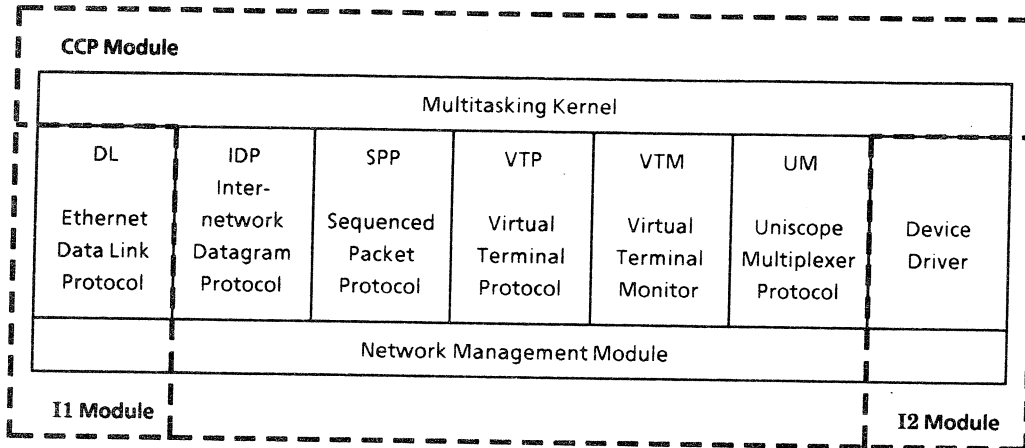 CCP Module
Multitasking Kernel
DL
Ethernet
Data Link
Protocol
IDP
Inter-
network
Datagram
Protocol
SPP
Sequenced
Packet
Protocol
VTP
Virtual
Terminal
Protocol
VTM
Virtual
Terminal
Monitor
UM
Uniscope
Multiplexer
Protocol
Device
Driver
Network Management Module
I1 Module
I2 Module